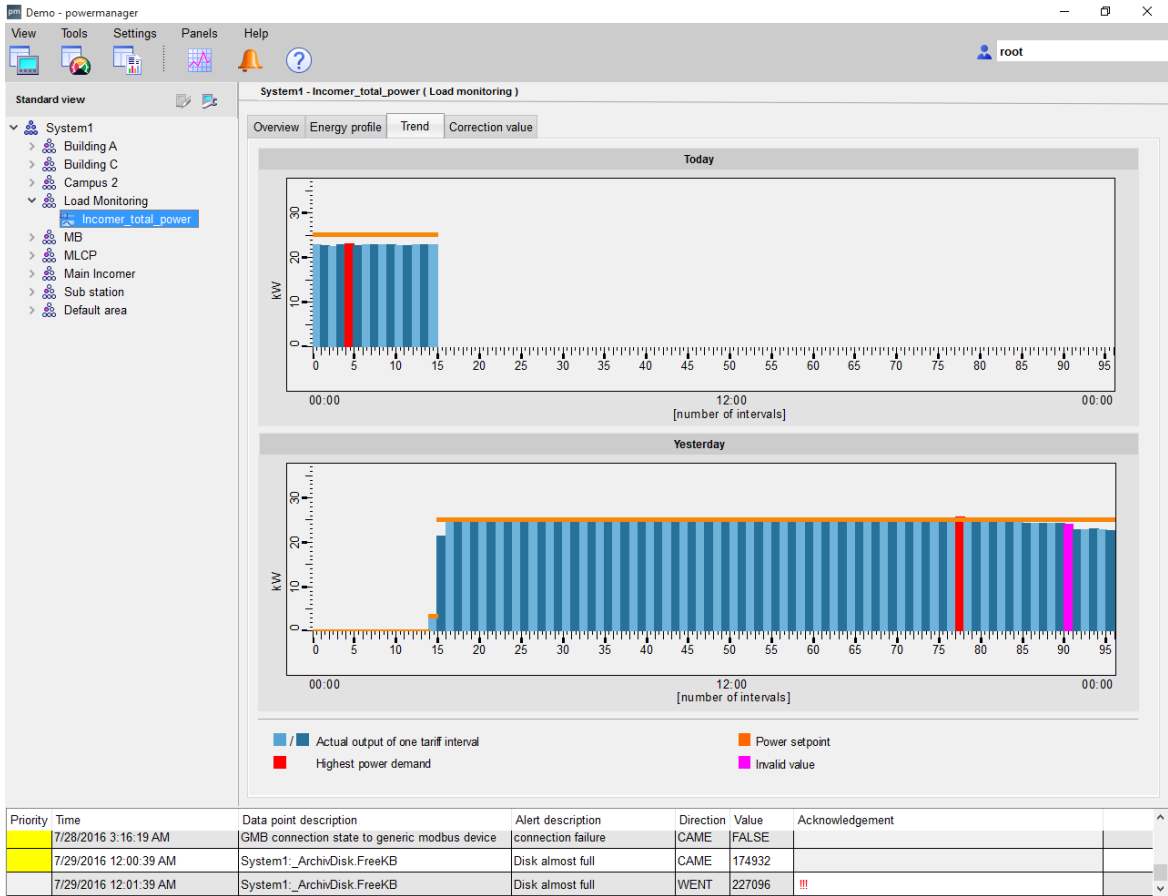 pm Demo - powermanager
View Tools Settings Panels Help
root
Standard view
System1 - Incomer_total_power ( Load monitoring )
System1
Building A
Building C
Campus 2
Load Monitoring
Incomer_total_power
MB
MLCP
Main Incomer
Sub station
Default area
Overview Energy profile Trend Correction value
Today
kW
30
20
10
0
0 5 10 15 20 25 30 35 40 45 50 55 60 65 70 75 80 85 90 95
00:00 12:00 00:00
[number of intervals]
Yesterday
kW
30
20
10
0
0 5 10 15 20 25 30 35 40 45 50 55 60 65 70 75 80 85 90 95
00:00 12:00 00:00
[number of intervals]
/ Actual output of one tariff interval Power setpoint
Highest power demand Invalid value
Priority Time Data point description Alert description Direction Value Acknowledgement
7/28/2016 3:16:19 AM GMB connection state to generic modbus device connection failure CAME FALSE
7/29/2016 12:00:39 AM System1:_ArchivDisk.FreeKB Disk almost full CAME 174932
7/29/2016 12:01:39 AM System1:_ArchivDisk.FreeKB Disk almost full WENT 227096 !!!